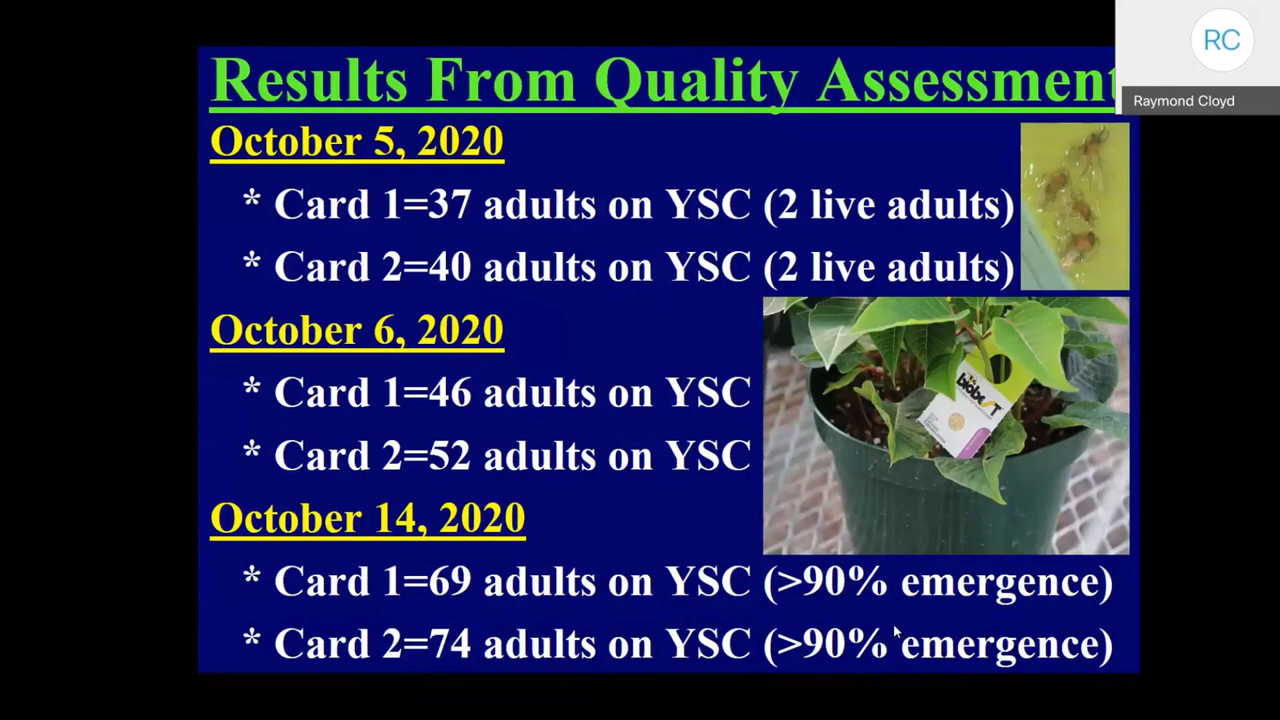 RC
Raymond Cloyd
Results From Quality Assessment
October 5, 2020
* Card 1=37 adults on YSC (2 live adults)
* Card 2=40 adults on YSC (2 live adults)
October 6, 2020
* Card 1=46 adults on YSC
* Card 2=52 adults on YSC
biobesT
October 14, 2020
* Card 1=69 adults on YSC (>90% emergence)
* Card 2=74 adults on YSC (>90% emergence)